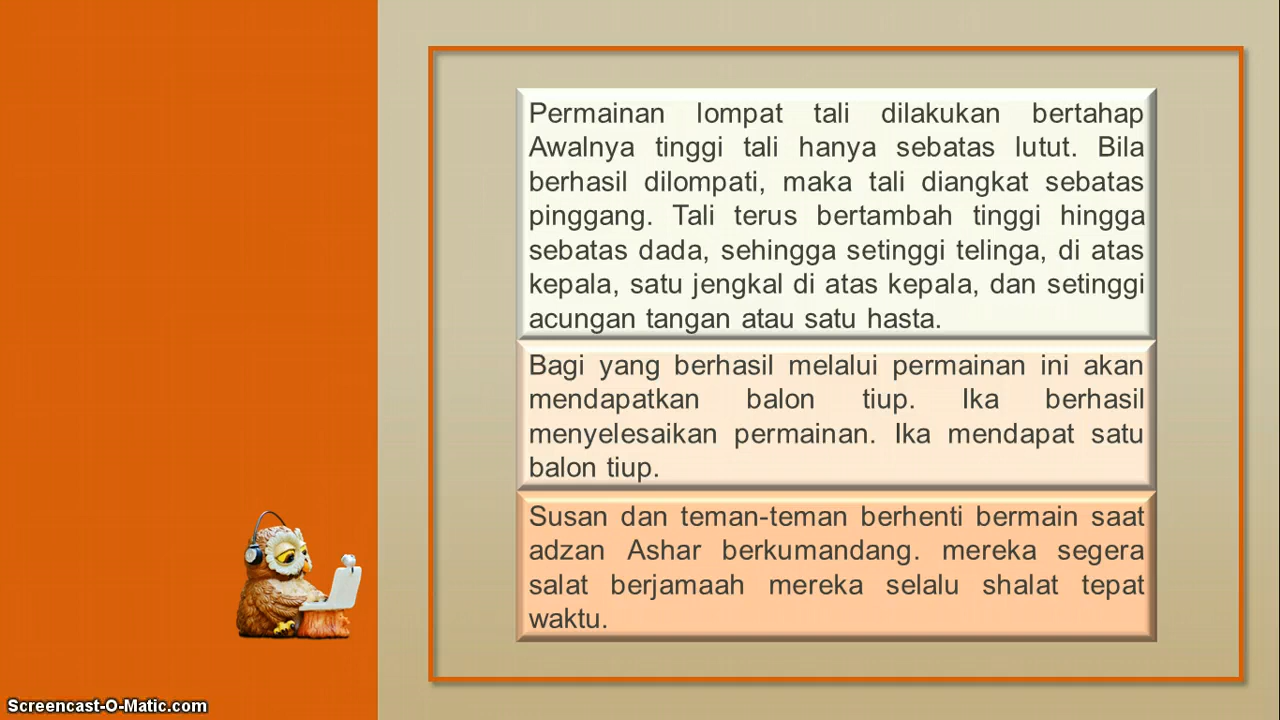 Permainan lompat tali dilakukan bertahap
Awalnya tinggi tali hanya sebatas lutut. Bila
berhasil dilompati, maka tali diangkat sebatas
pinggang. Tali terus bertambah tinggi hingga
sebatas dada, sehingga setinggi telinga, di atas
kepala, satu jengkal di atas kepala, dan setinggi
acungan tangan atau satu hasta.
Bagi yang berhasil melalui permainan ini akan
mendapatkan balon tiup. Ika berhasil
menyelesaikan permainan. Ika mendapat satu
balon tiup.
Susan dan teman-teman berhenti bermain saat
adzan Ashar berkumandang. mereka segera
salat berjamaah mereka selalu shalat tepat
waktu.
Screencast-O-Matic.com